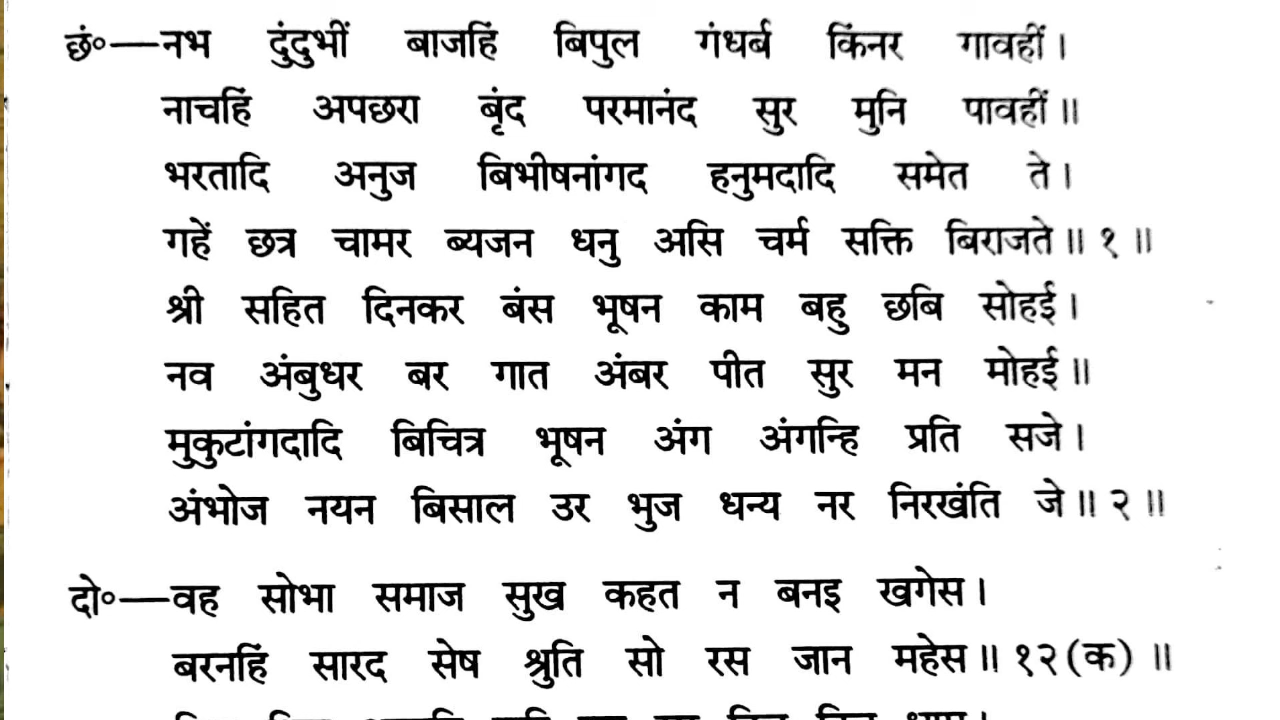 छं०—नभ दुंदुभीं बाजहिं बिपुल गंधर्ब किंनर गावहीं।
नाचहिं अपछरा बृंद परमानंद सुर मुनि पावहीं॥
भरतादि अनुज बिभीषनांगद हनुमदादि समेत ते।
गहें छत्र चामर ब्यजन धनु असि चर्म सक्ति बिराजते॥ १ ॥
श्री सहित दिनकर बंस भूषन काम बहु छबि सोहई।
नव अंबुधर बर गात अंबर पीत सुर मन मोहई॥
मुकुटांगदादि बिचित्र भूषन अंग अंगन्हि प्रति सजे।
अंभोज नयन बिसाल उर भुज धन्य नर निरखंति जे॥ २ ॥
दो०—वह सोभा समाज सुख कहत न बनइ खगेस।
बरनहिं सारद सेष श्रुति सो रस जान महेस॥ १२(क) ॥